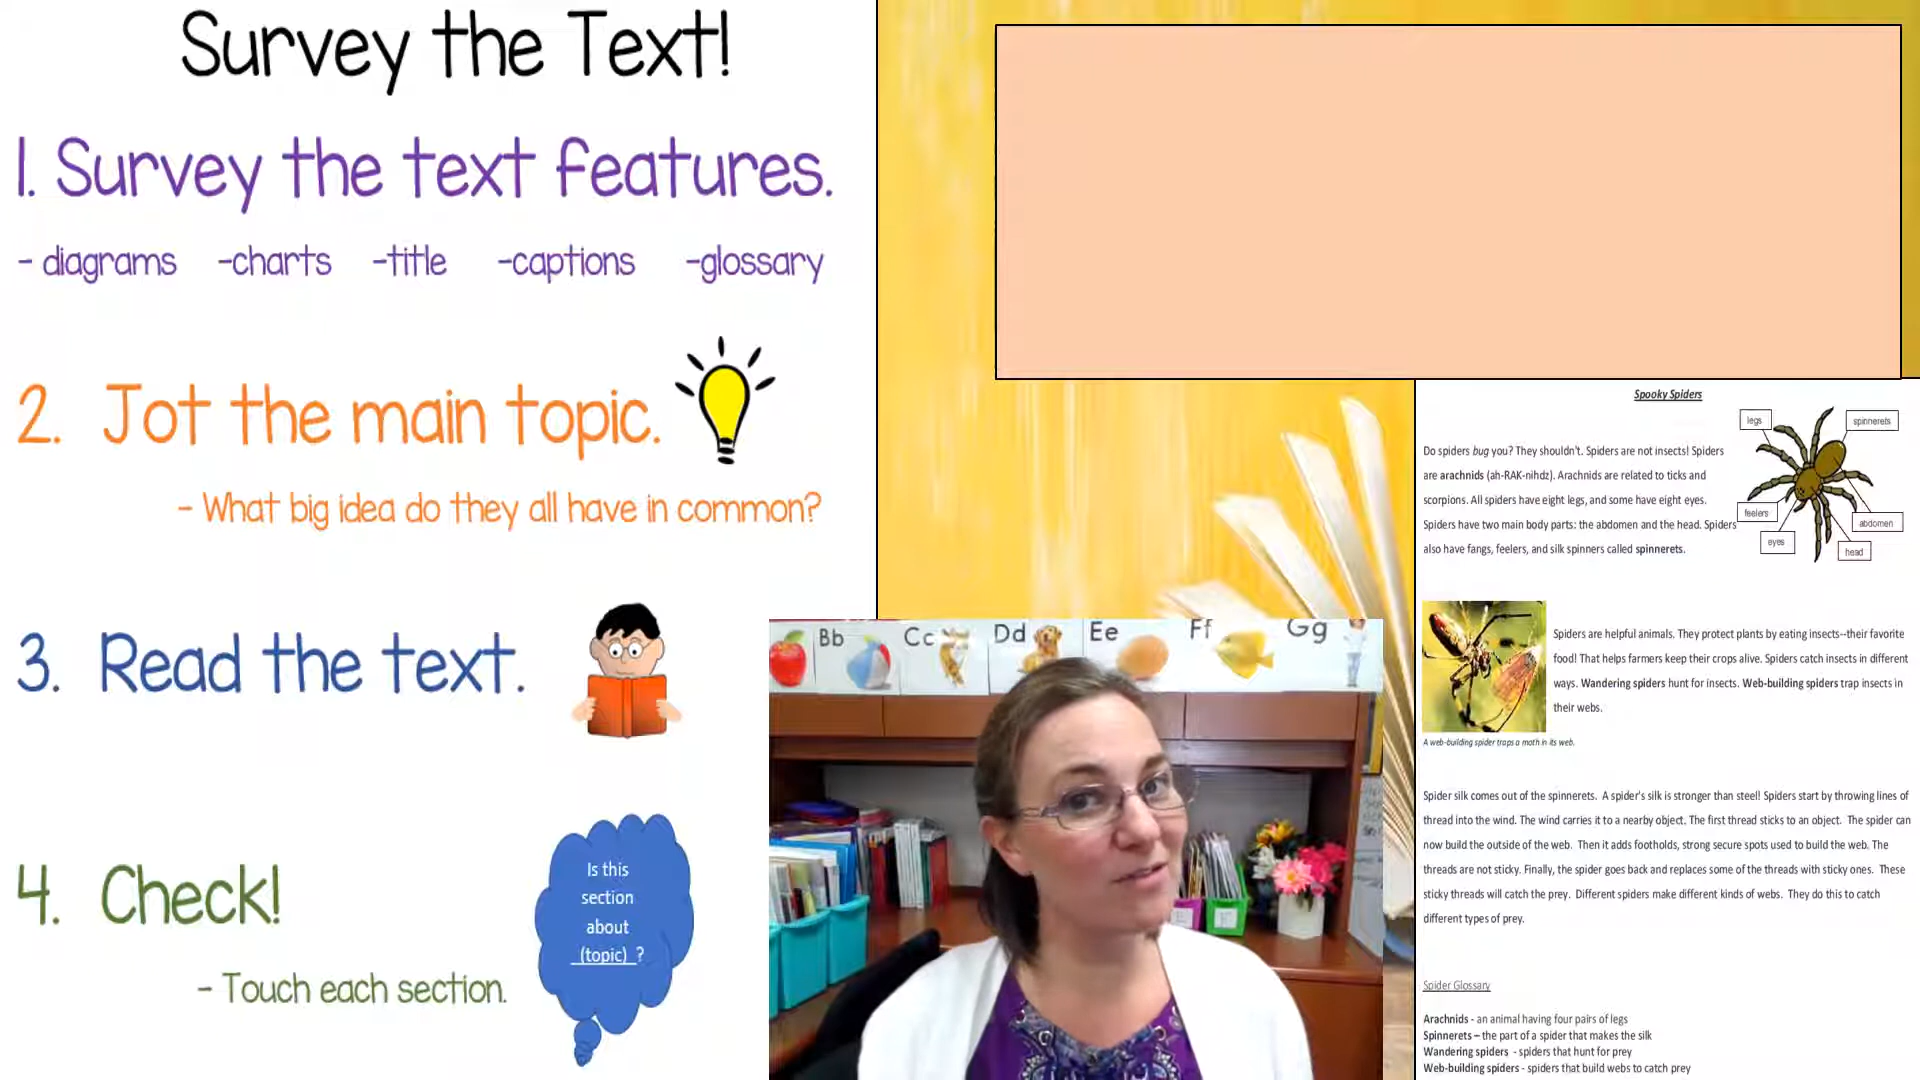 Survey the Text!
1. Survey the text features.
- diagrams -charts -title -captions -glossary
2. Jot the main topic.
- What big idea do they all have in common?
3. Read the text.
4. Check!
- Touch each section.
Is this
section
about
(topic) ?
Bb Cc Dd Ee Ff Gg
Spooky Spiders
legs
spinnerets
feelers
eyes
abdomen
head
Do spiders bug you? They shouldn't. Spiders are not insects! Spiders
are arachnids (ah-RAK-nihdz). Arachnids are related to ticks and
scorpions. All spiders have eight legs, and some have eight eyes.
Spiders have two main body parts: the abdomen and the head. Spiders
also have fangs, feelers, and silk spinners called spinnerets.
Spiders are helpful animals. They protect plants by eating insects--their favorite
food! That helps farmers keep their crops alive. Spiders catch insects in different
ways. Wandering spiders hunt for insects. Web-building spiders trap insects in
their webs.
A web-building spider traps a moth in its web.
Spider silk comes out of the spinnerets. A spider's silk is stronger than steel! Spiders start by throwing lines of
thread into the wind. The wind carries it to a nearby object. The first thread sticks to an object. The spider can
now build the outside of the web. Then it adds footholds, strong secure spots used to build the web. The
threads are not sticky. Finally, the spider goes back and replaces some of the threads with sticky ones. These
sticky threads will catch the prey. Different spiders make different kinds of webs. They do this to catch
different types of prey.
Spider Glossary
Arachnids - an animal having four pairs of legs
Spinnerets – the part of a spider that makes the silk
Wandering spiders - spiders that hunt for prey
Web-building spiders - spiders that build webs to catch prey